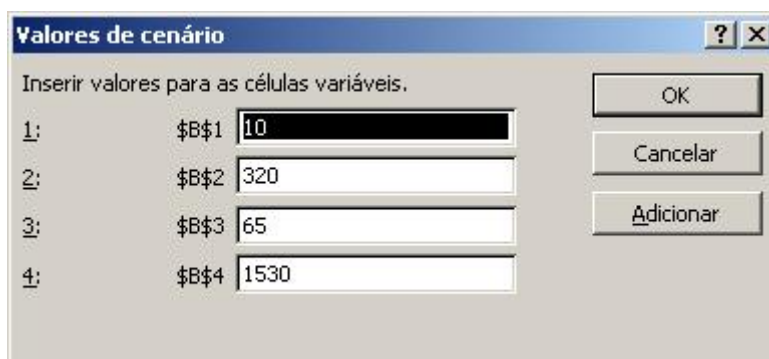 Valores de cenário
Inserir valores para as células variáveis.
1: $B$1 10
2: $B$2 320
3: $B$3 65
4: $B$4 1530
OK
Cancelar
Adicionar